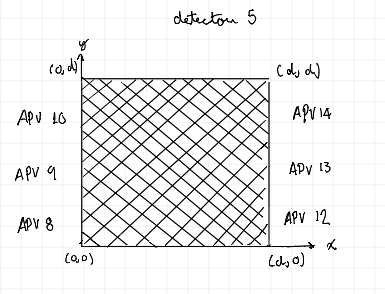 detector 5
y
(0,d)
(d,d)
APV 10
APV 14
APV 9
APV 13
APV 8
APV 12
x
(0,0)
(d,0)